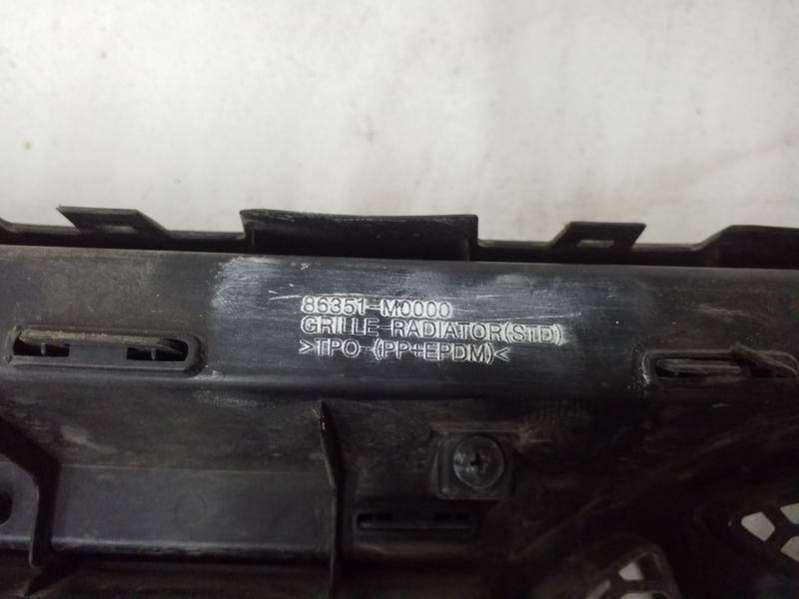 86351-M0000
GRILLE-RADIATOR(STD)
>TPO (PP+EPDM)<